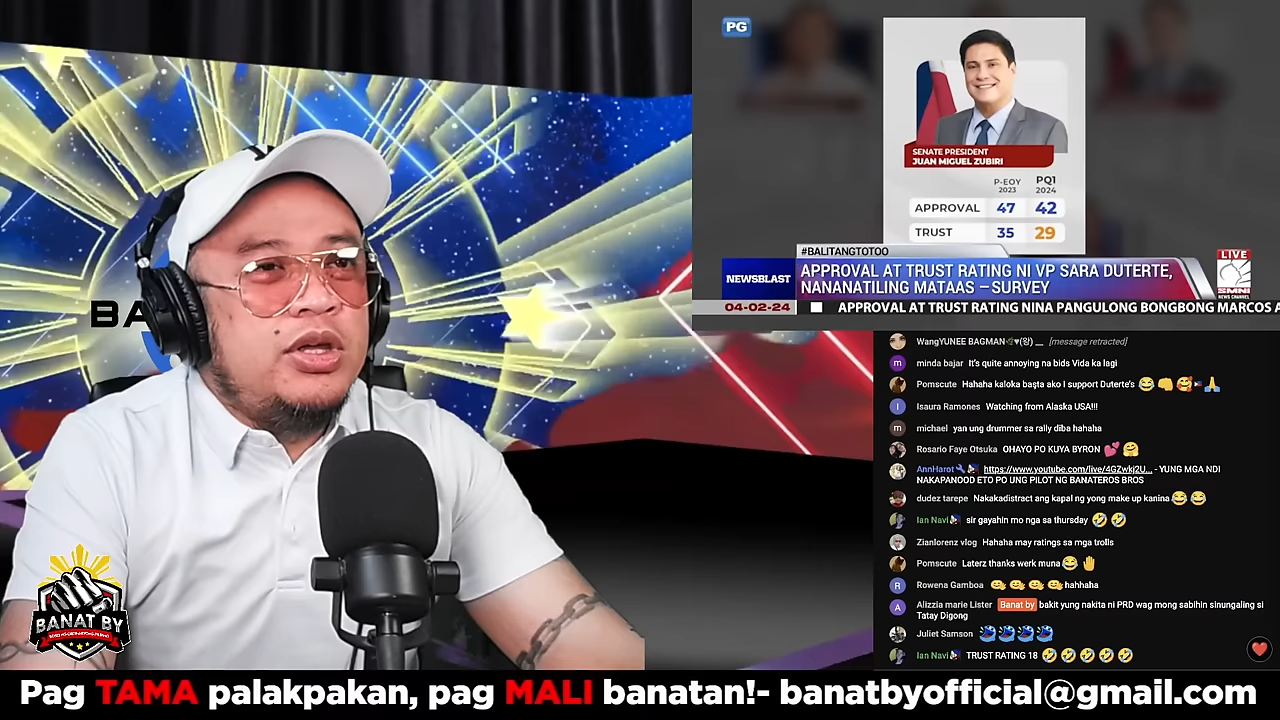 PG
SENATE PRESIDENT
JUAN MIGUEL ZUBIRI
P-EOY 2023
PQ1 2024
APPROVAL 47 42
TRUST 35 29
#BALITANGTOTOO
NEWSBLAST
APPROVAL AT TRUST RATING NI VP SARA DUTERTE,
NANANATILING MATAAS – SURVEY
LIVE
SMNI
NEWS CHANNEL
04-02-24
APPROVAL AT TRUST RATING NINA PANGULONG BONGBONG MARCOS A
BA
WangYUNEE BAGMAN [message retracted]
minda bajar It's quite annoying na bids Vida ka lagi
Pomscute Hahaha kaloka basta ako I support Duterte's 😂 👊 🥰 🇵🇭 🙏
Isaura Ramones Watching from Alaska USA!!!
michael yan ung drummer sa rally diba hahaha
Rosario Faye Otsuka OHAYO PO KUYA BYRON 💕 🤗
AnnHarot🔧 https://www.youtube.com/live/4GZwkj2U... - YUNG MGA NDI
NAKAPANOOD ETO PO UNG PILOT NG BANATEROS BROS
dudez tarepe Nakakadistract ang kapal ng yong make up kanina 😂 😂
Ian Navi sir gayahin mo nga sa thursday 🤣 🤣
Zianlorenz vlog Hahaha may ratings sa mga trolls
Pomscute Laterz thanks werk muna 😂 🤚
Rowena Gamboa 😋 😋 😋 😋 hahhaha
Alizzia marie Lister Banat by bakit yung nakita ni PRD wag mong sabihin sinungaling si
Tatay Digong
Juliet Samson
Ian Navi TRUST RATING 18 🤣 🤣 🤣 🤣 🤣
BANAT BY
Pag TAMA palakpakan, pag MALI banatan!- banatbyofficial@gmail.com